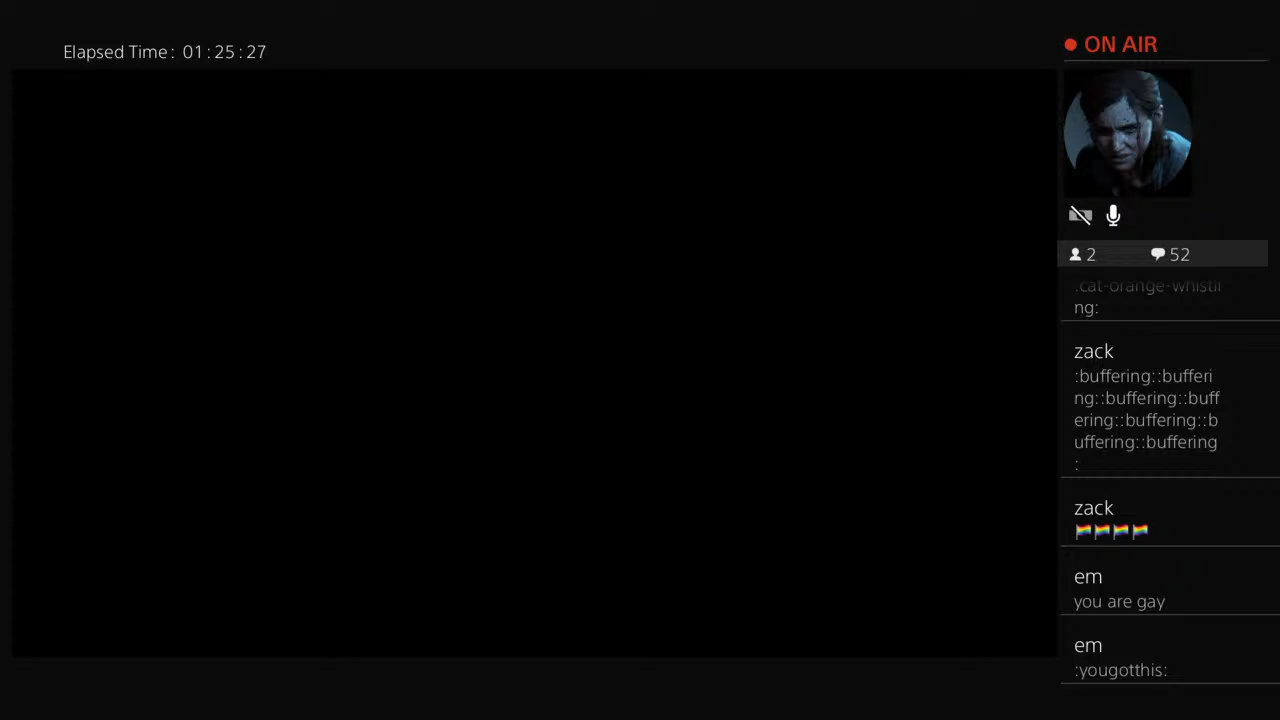 Elapsed Time: 01:25:27
ON AIR
2
52
:cat-orange-whistli
ng:
zack
:buffering::bufferi
ng::buffering::buff
ering::buffering::b
uffering::buffering
:
zack
🏳️‍🌈🏳️‍🌈🏳️‍🌈🏳️‍🌈
em
you are gay
em
:yougotthis: